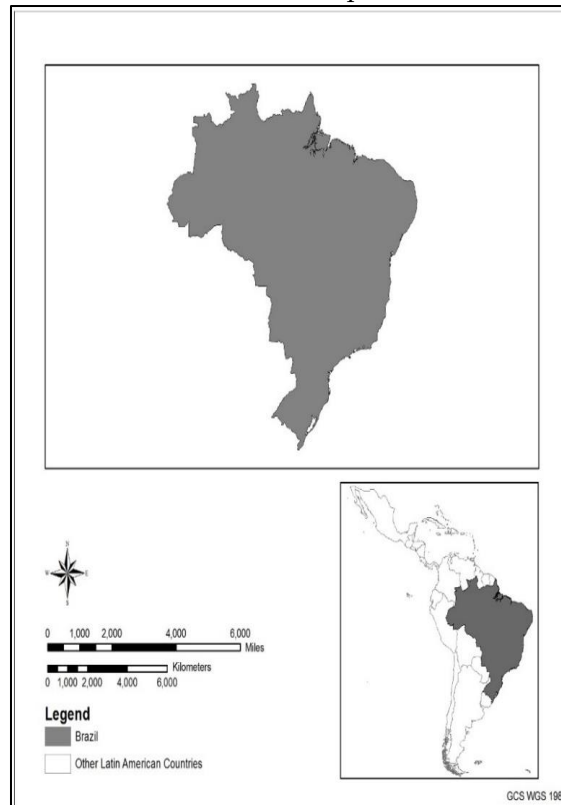 N
W E
S
0 1,000 2,000 4,000 6,000
Miles
Kilometers
0 1,000 2,000 4,000 6,000
Legend
Brazil
Other Latin American Countries
GCS WGS 198